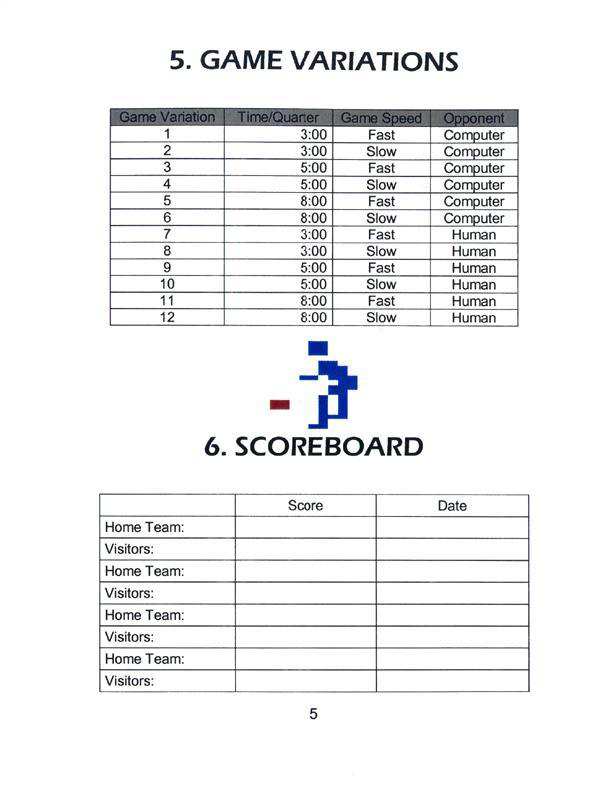 5. GAME VARIATIONS
Game Variation Time/Quarter Game Speed Opponent
1 3:00 Fast Computer
2 3:00 Slow Computer
3 5:00 Fast Computer
4 5:00 Slow Computer
5 8:00 Fast Computer
6 8:00 Slow Computer
7 3:00 Fast Human
8 3:00 Slow Human
9 5:00 Fast Human
10 5:00 Slow Human
11 8:00 Fast Human
12 8:00 Slow Human
6. SCOREBOARD
Score Date
Home Team:
Visitors:
Home Team:
Visitors:
Home Team:
Visitors:
Home Team:
Visitors:
5